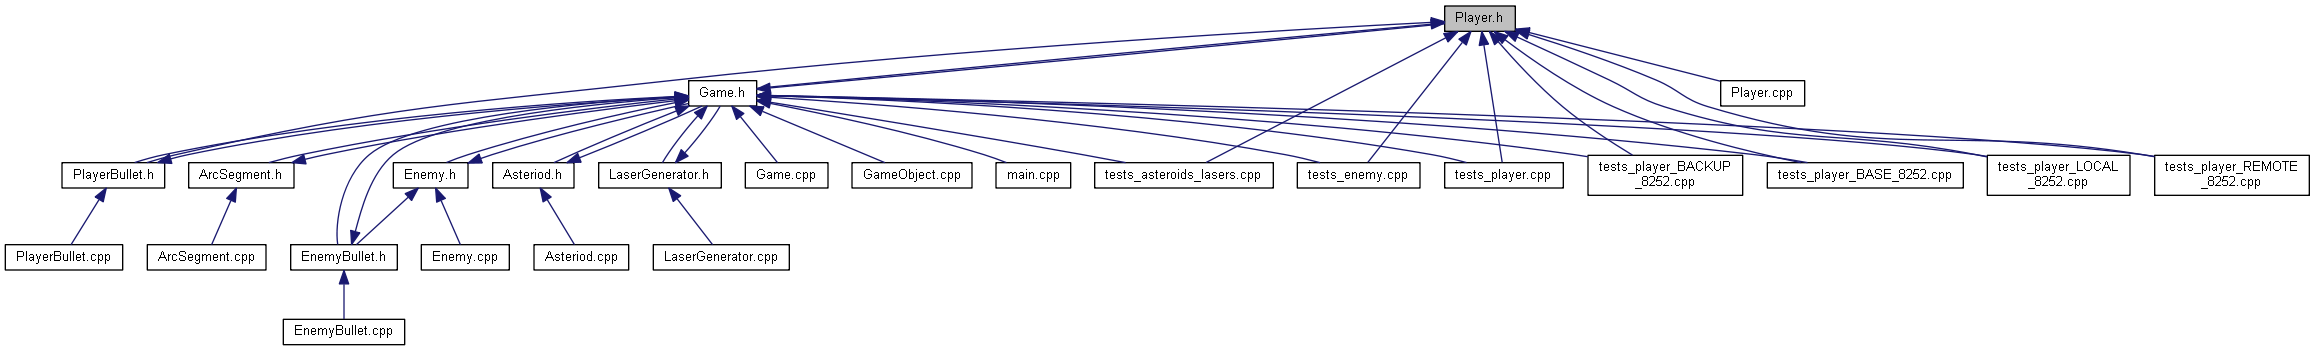 Player.h
Game.h
Player.cpp
PlayerBullet.h
ArcSegment.h
Enemy.h
Asteriod.h
LaserGenerator.h
Game.cpp
GameObject.cpp
main.cpp
tests_asteroids_lasers.cpp
tests_enemy.cpp
tests_player.cpp
tests_player_BACKUP
_8252.cpp
tests_player_BASE_8252.cpp
tests_player_LOCAL
_8252.cpp
tests_player_REMOTE
_8252.cpp
PlayerBullet.cpp
ArcSegment.cpp
EnemyBullet.h
Enemy.cpp
Asteriod.cpp
LaserGenerator.cpp
EnemyBullet.cpp